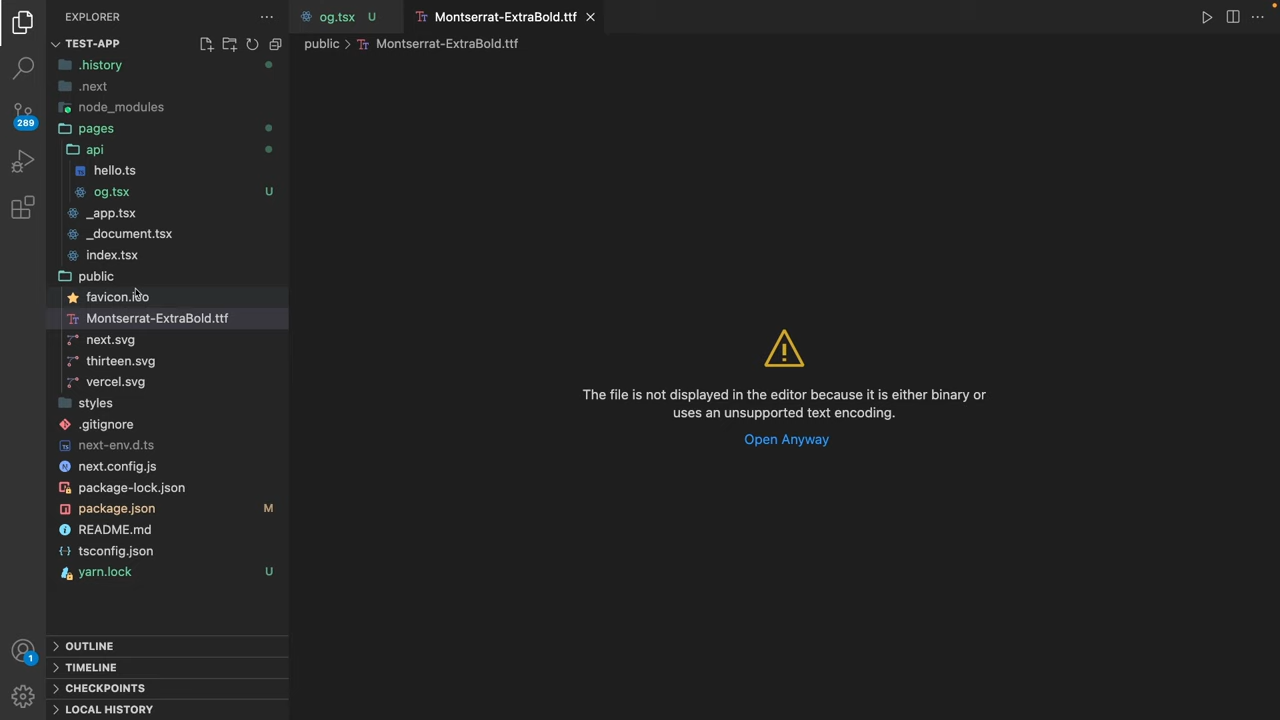 EXPLORER
og.tsx U
Montserrat-ExtraBold.ttf
TEST-APP
public
Montserrat-ExtraBold.ttf
.history
.next
node_modules
pages
api
hello.ts
og.tsx U
_app.tsx
_document.tsx
index.tsx
public
favicon.ico
Montserrat-ExtraBold.ttf
next.svg
thirteen.svg
vercel.svg
styles
.gitignore
next-env.d.ts
next.config.js
package-lock.json
package.json M
README.md
tsconfig.json
yarn.lock U
OUTLINE
TIMELINE
CHECKPOINTS
LOCAL HISTORY
289
1
The file is not displayed in the editor because it is either binary or
uses an unsupported text encoding.
Open Anyway